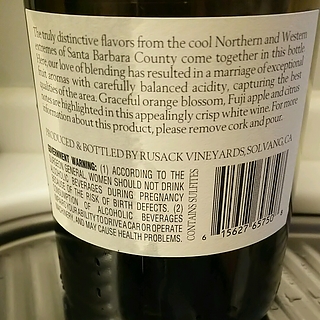 The truly distinctive flavors from the cool Northern and Western
extremes of Santa Barbara County come together in this bottle.
Here, our love of blending has resulted in a marriage of exceptional
fruit aromas with carefully balanced acidity, capturing the best
qualities of the area. Graceful orange blossom, Fuji apple and citrus
notes are highlighted in this appealingly crisp white wine. For more
information about this product, please remove cork and pour.
PRODUCED & BOTTLED BY RUSACK VINEYARDS, SOLVANG, CA
GOVERNMENT WARNING: (1) ACCORDING TO THE
SURGEON GENERAL, WOMEN SHOULD NOT DRINK
ALCOHOLIC BEVERAGES DURING PREGNANCY
BECAUSE OF THE RISK OF BIRTH DEFECTS. (2)
CONSUMPTION OF ALCOHOLIC BEVERAGES
YOUR ABILITY TO DRIVE A CAR OR OPERATE
MACHINERY, AND MAY CAUSE HEALTH PROBLEMS.
CONTAINS SULFITES
6 15627 65750 8